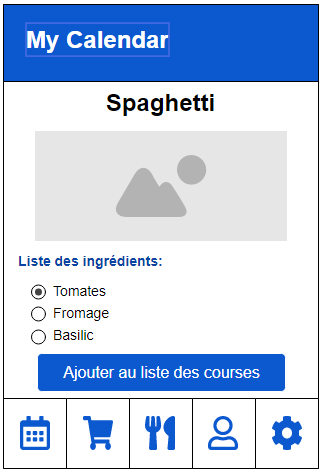 My Calendar
Spaghetti
Liste des ingrédients:
Tomates
Fromage
Basilic
Ajouter au liste des courses